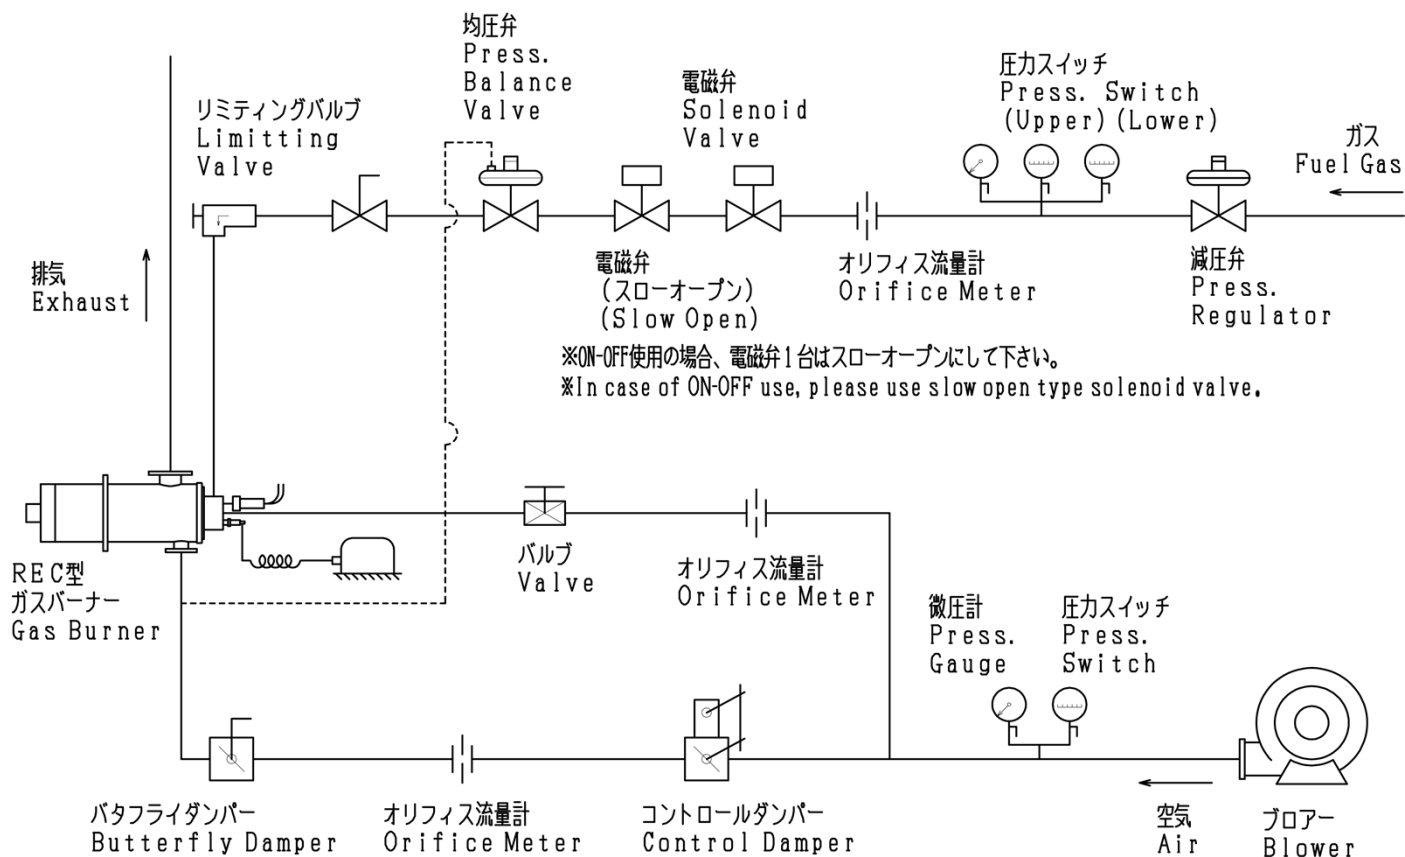 均圧弁
Press.
Balance
Valve
電磁弁
Solenoid
Valve
圧力スイッチ
Press. Switch
(Upper)(Lower)
リミティングバルブ
Limitting
Valve
ガス
Fuel Gas
排気
Exhaust
電磁弁
(スローオープン)
(Slow Open)
オリフィス流量計
Orifice Meter
減圧弁
Press.
Regulator
※ON-OFF使用の場合、電磁弁1台はスローオープンにして下さい。
※In case of ON-OFF use, please use slow open type solenoid valve.
REC型
ガスバーナー
Gas Burner
バルブ
Valve
オリフィス流量計
Orifice Meter
微圧計
Press.
Gauge
圧力スイッチ
Press.
Switch
バタフライダンパー
Butterfly Damper
オリフィス流量計
Orifice Meter
コントロールダンパー
Control Damper
空気
Air
ブロアー
Blower